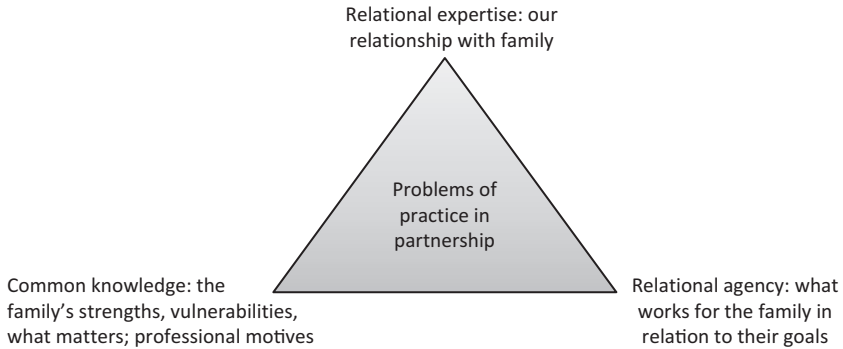 Relational expertise: our
relationship with family
Problems of
practice in
partnership
Common knowledge: the
family’s strengths, vulnerabilities,
what matters; professional motives
Relational agency: what
works for the family in
relation to their goals